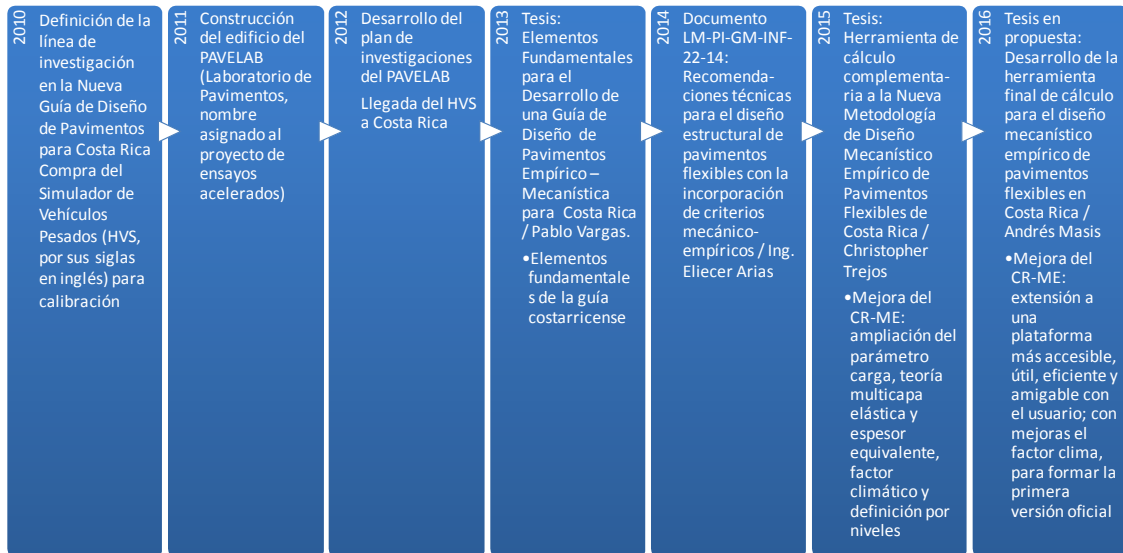 2010
Definición de la
línea de
investigación
en la Nueva
Guía de Diseño
de Pavimentos
para Costa Rica
Compra del
Simulador de
Vehículos
Pesados (HVS,
por sus siglas
en inglés) para
calibración
2011
Construcción
del edificio del
PAVELAB
(Laboratorio de
Pavimentos,
nombre
asignado al
proyecto de
ensayos
acelerados)
2012
Desarrollo del
plan de
investigaciones
del PAVELAB
Llegada del HVS
a Costa Rica
2013
Tesis:
Elementos
Fundamentales
para el
Desarrollo de
una Guía de
Diseño de
Pavimentos
Empírico –
Mecanística
para Costa Rica
/ Pablo Vargas.
•Elementos
fundamentale
s de la guía
costarricense
2014
Documento
LM-PI-GM-INF-
22-14:
Recomenda-
ciones técnicas
para el diseño
estructural de
pavimentos
flexibles con la
incorporación
de criterios
mecánico-
empíricos / Ing.
Eliecer Arias
2015
Tesis:
Herramienta de
cálculo
complementa-
ria a la Nueva
Metodología
de Diseño
Mecanístico
Empírico de
Pavimentos
Flexibles de
Costa Rica /
Christopher
Trejos
•Mejora del
CR-ME:
ampliación del
parámetro
carga, teoría
multicapa
elástica y
espesor
equivalente,
factor
climático y
definición por
niveles
2016
Tesis en
propuesta:
Desarrollo de la
herramienta
final de cálculo
para el diseño
mecanístico
empírico de
pavimentos
flexibles en
Costa Rica /
Andrés Masis
•Mejora del
CR-ME:
extensión a
una
plataforma
más accesible,
útil, eficiente y
amigable con
el usuario; con
mejoras el
factor clima,
para formar la
primera
versión oficial